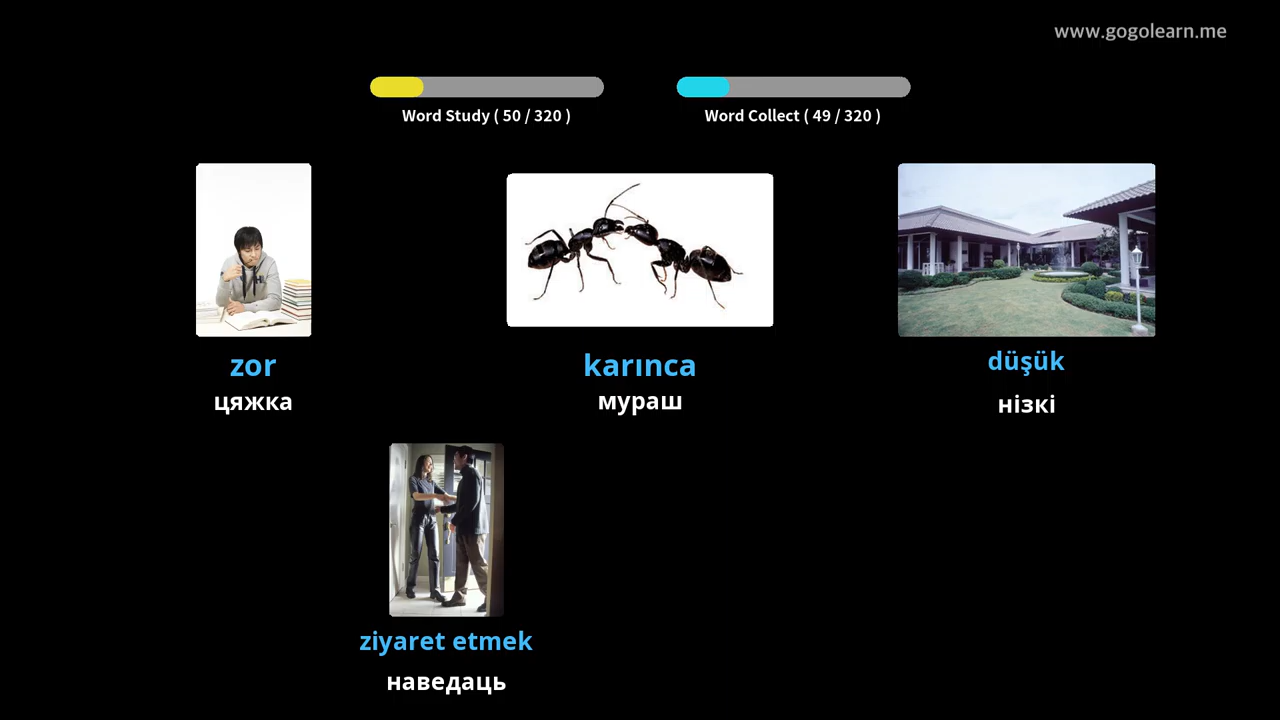 www.gogolearn.me
Word Study ( 50 / 320 )
Word Collect ( 49 / 320 )
zor
цяжка
karınca
мураш
düşük
нізкі
ziyaret etmek
наведаць